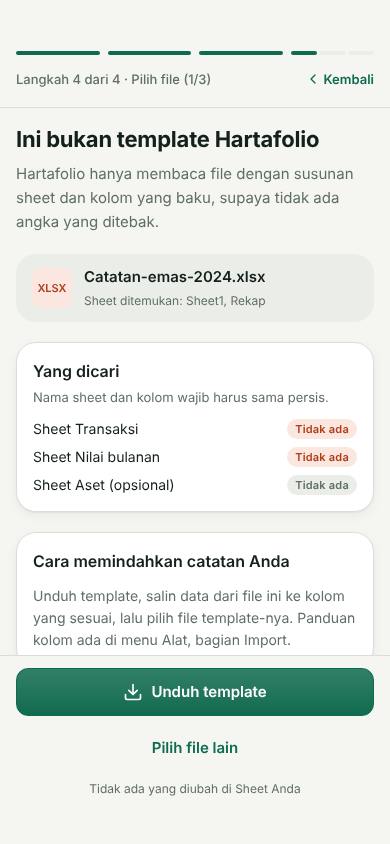 Langkah 4 dari 4 · Pilih file (1/3)
Kembali
Ini bukan template Hartafolio
Hartafolio hanya membaca file dengan susunan
sheet dan kolom yang baku, supaya tidak ada
angka yang ditebak.
XLSX
Catatan-emas-2024.xlsx
Sheet ditemukan: Sheet1, Rekap
Yang dicari
Nama sheet dan kolom wajib harus sama persis.
Sheet Transaksi
Tidak ada
Sheet Nilai bulanan
Tidak ada
Sheet Aset (opsional)
Tidak ada
Cara memindahkan catatan Anda
Unduh template, salin data dari file ini ke kolom
yang sesuai, lalu pilih file template-nya. Panduan
kolom ada di menu Alat, bagian Import.
Unduh template
Pilih file lain
Tidak ada yang diubah di Sheet Anda